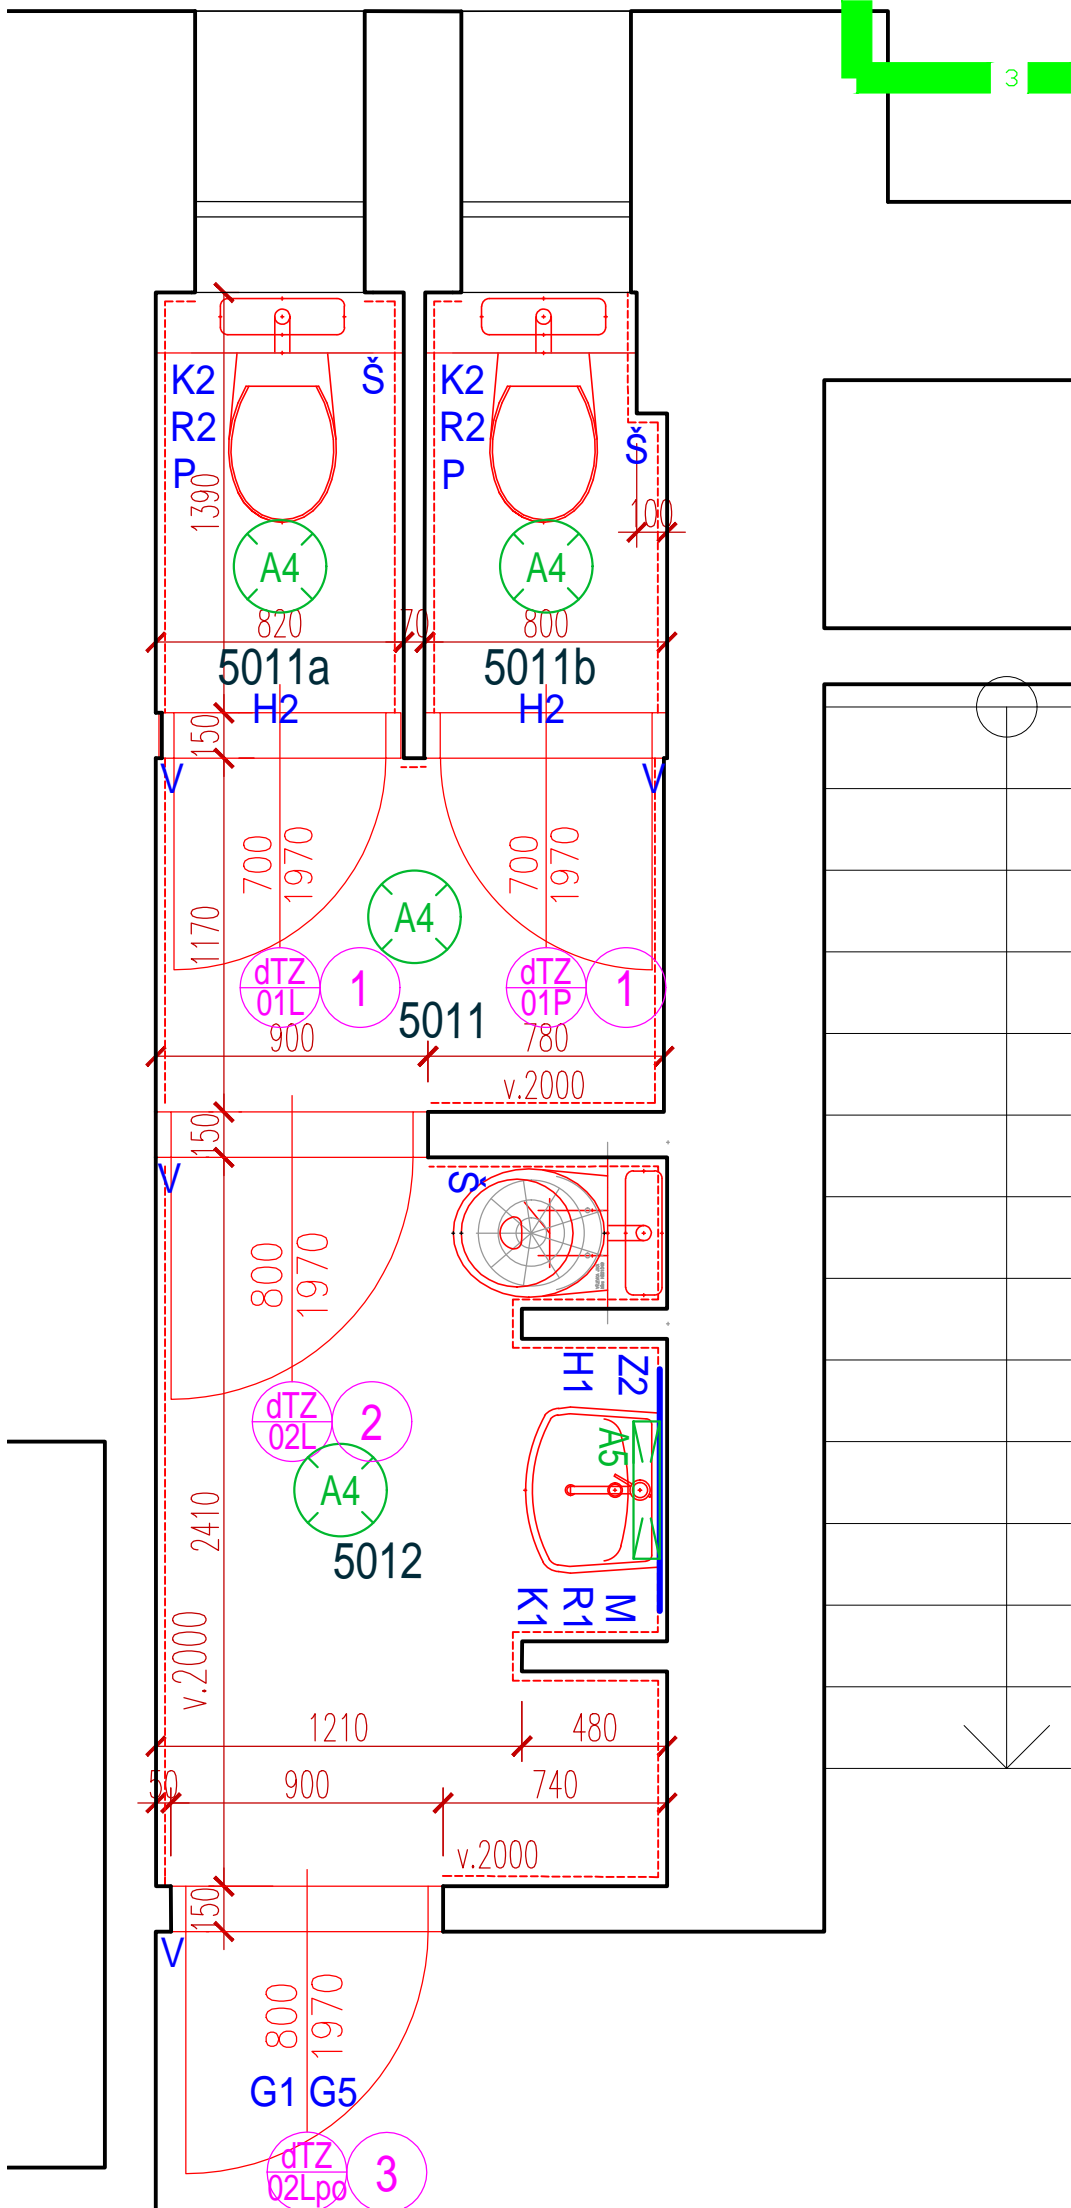 3
K2
Š
K2
R2
R2
Š
P
P
1390
100
A4
A4
820
70
800
5011a
5011b
H2
H2
150
V
V
700
1970
700
1970
A4
1170
dTZ
01L
1
dTZ
01P
1
5011
900
780
v.2000
150
V
Š
800
1970
H1
Z2
dTZ
02L
2
A5
A4
2410
5012
K1
R1
M
v.2000
1210
480
50
900
740
v.2000
150
V
800
1970
G1
G5
dTZ
02Lpo
3